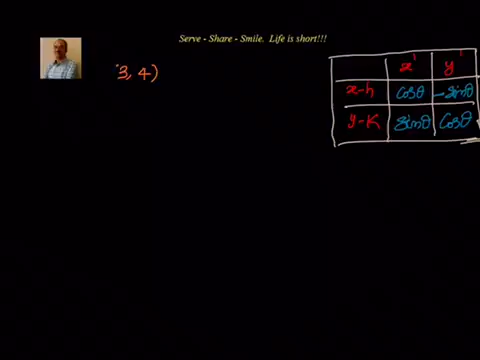 Serve - Share - Smile. Life is short!!!
3, 4)
x' y'
x-h cosθ -sinθ
y-k sinθ cosθ